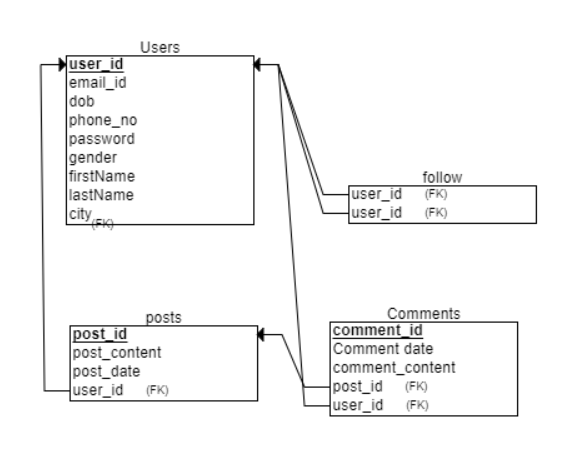 Users
user_id
email_id
dob
phone_no
password
gender
firstName
lastName
city (FK)
follow
user_id (FK)
user_id (FK)
posts
post_id
post_content
post_date
user_id (FK)
Comments
comment_id
Comment date
comment_content
post_id (FK)
user_id (FK)